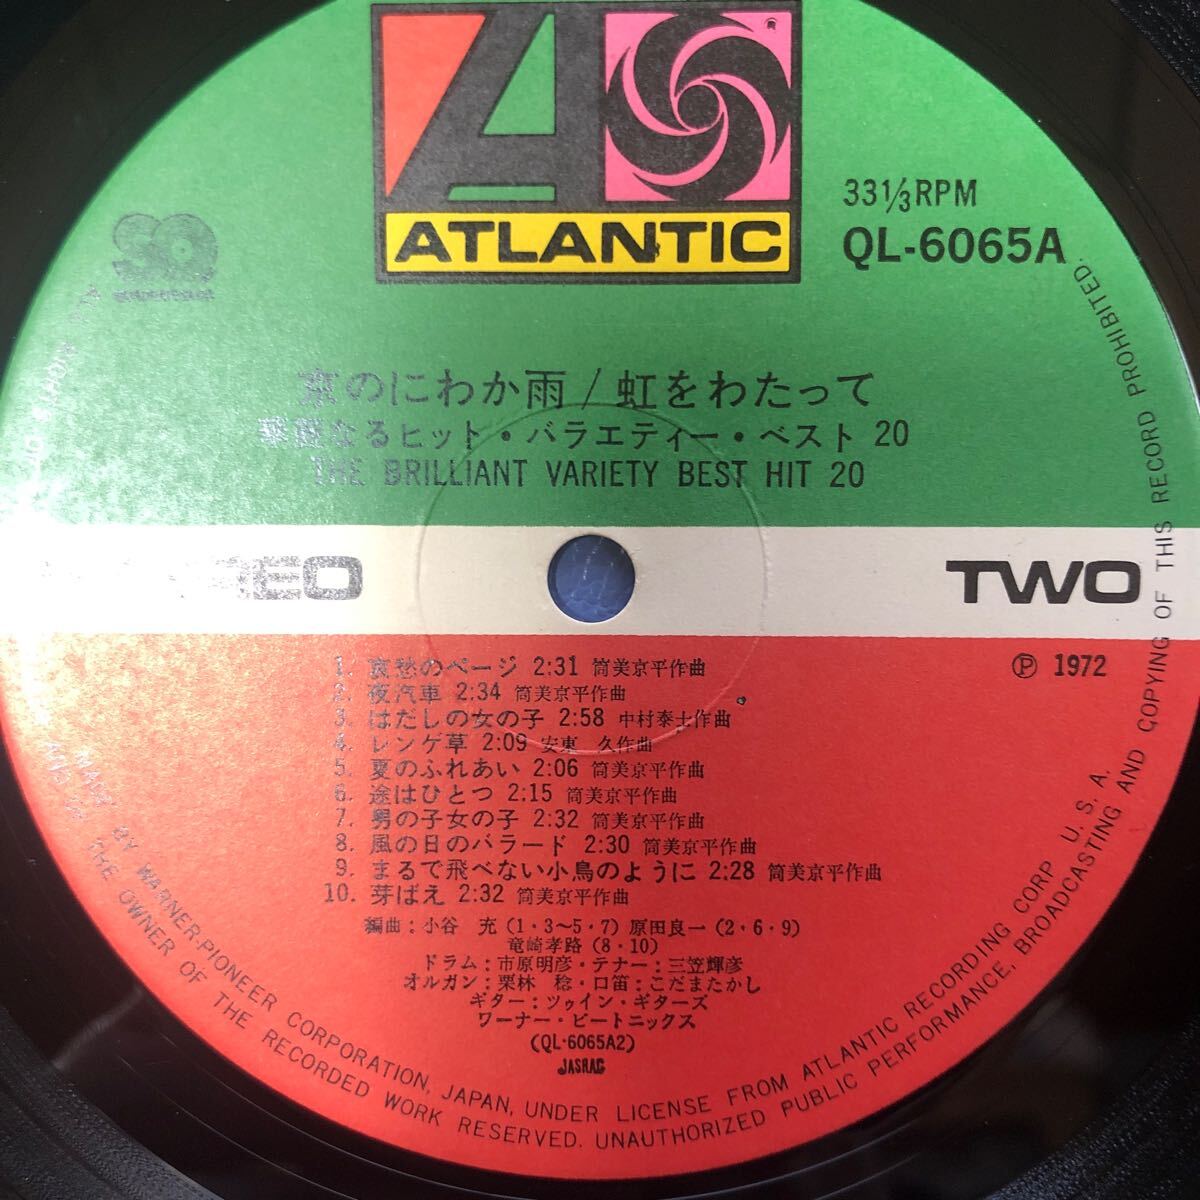 ATLANTIC
33⅓RPM
QL-6065A
京のにわか雨/虹をわたって
華麗なるヒット・バラエティー・ベスト 20
THE BRILLIANT VARIETY BEST HIT 20
STEREO
TWO
Ⓟ 1972
1. 哀愁のページ 2:31 筒美京平作曲
2. 夜汽車 2:34 筒美京平作曲
3. はだしの女の子 2:58 中村泰士作曲
4. レンゲ草 2:09 安東 久作曲
5. 夏のふれあい 2:06 筒美京平作曲
6. 途はひとつ 2:15 筒美京平作曲
7. 男の子女の子 2:32 筒美京平作曲
8. 風の日のバラード 2:30 筒美京平作曲
9. まるで飛べない小鳥のように 2:28 筒美京平作曲
10. 芽ばえ 2:32 筒美京平作曲
編曲:小谷 充(1・3〜5・7)原田良一(2・6・9)
竜崎孝路(8・10)
ドラム:市原明彦・テナー:三笠輝彦
オルガン:栗林 稔・口笛:こだまたかし
ギター:ツゥイン・ギターズ
ワーナー・ビートニックス
(QL・6065A2)
JASRAC
MADE BY WARNER-PIONEER CORPORATION, JAPAN, UNDER LICENSE FROM ATLANTIC RECORDING CORP. U. S. A.
OF THE OWNER OF THE RECORDED WORK RESERVED. UNAUTHORIZED PUBLIC PERFORMANCE, BROADCASTING AND COPYING OF THIS RECORD PROHIBITED.